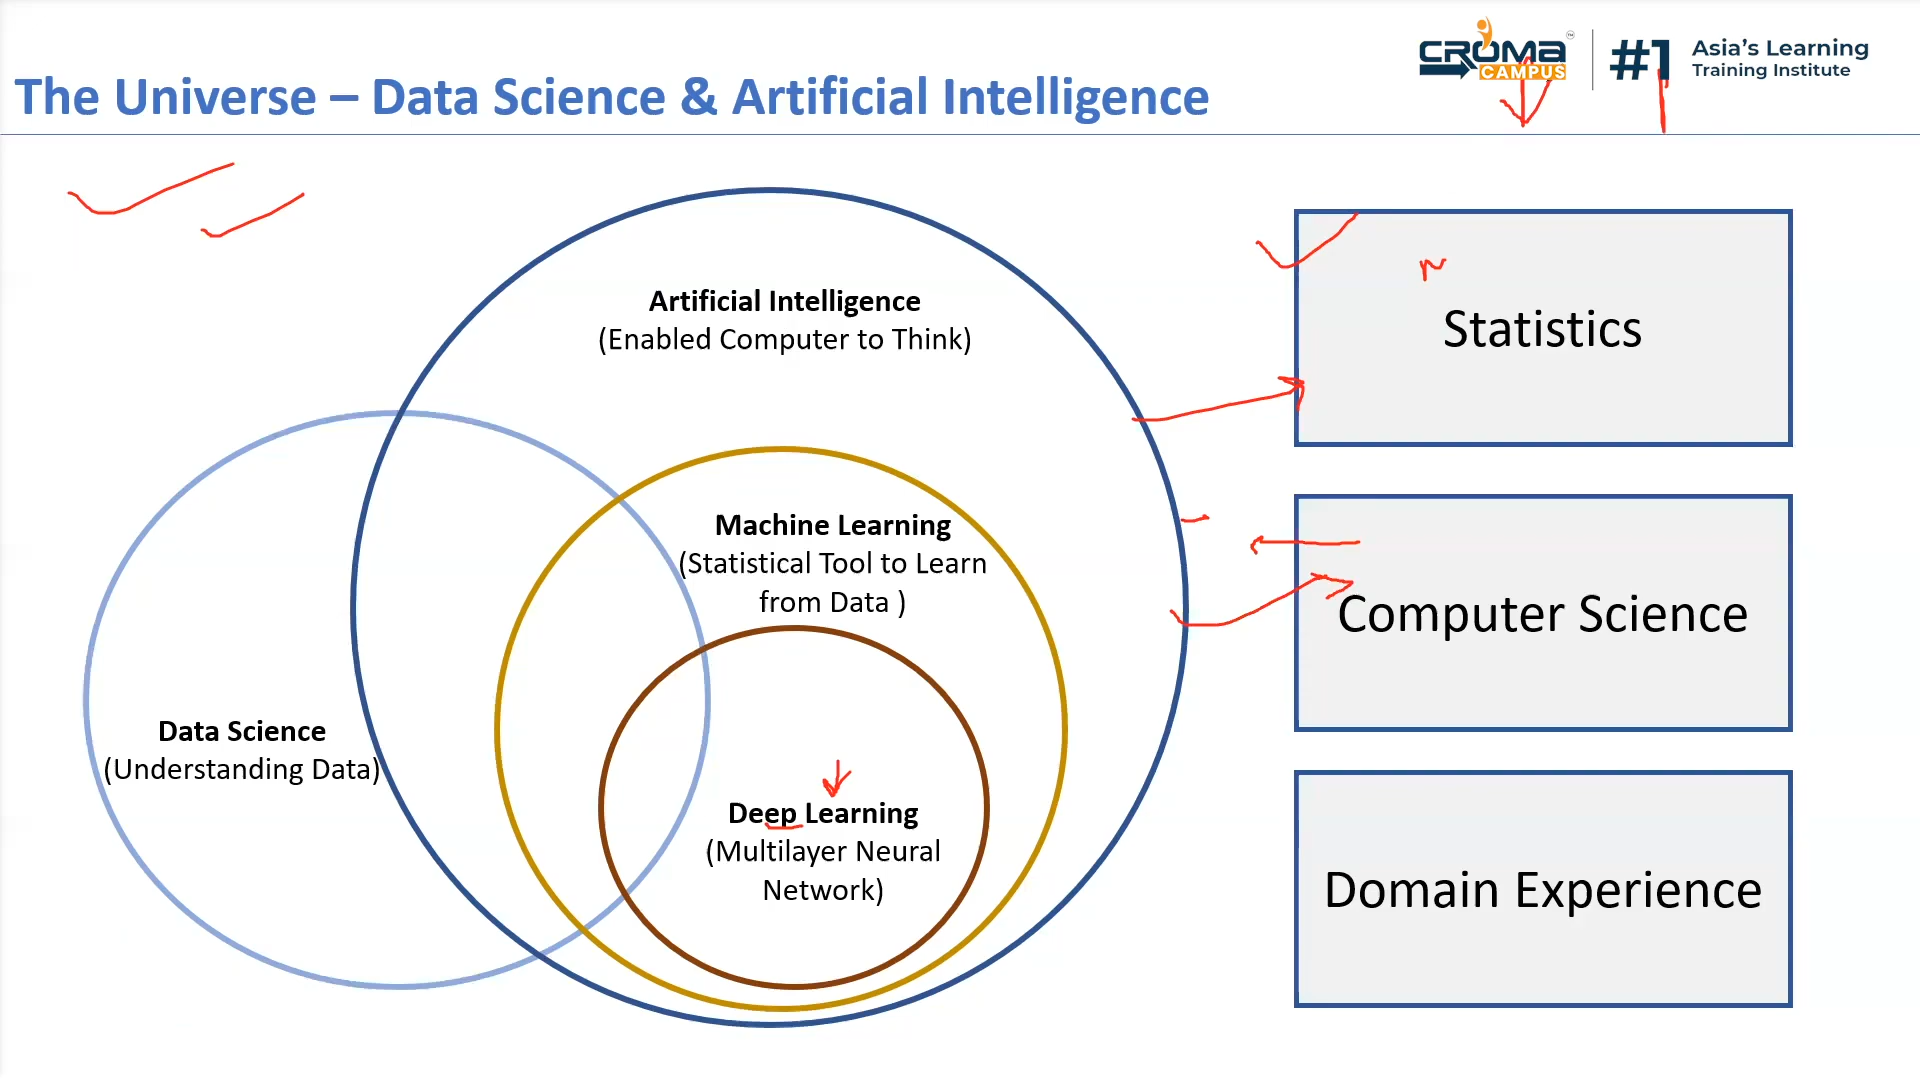 CROMA
CAMPUS
#1
Asia's Learning
Training Institute
The Universe – Data Science & Artificial Intelligence
Artificial Intelligence
(Enabled Computer to Think)
Machine Learning
(Statistical Tool to Learn
from Data )
Data Science
(Understanding Data)
Deep Learning
(Multilayer Neural
Network)
Statistics
Computer Science
Domain Experience